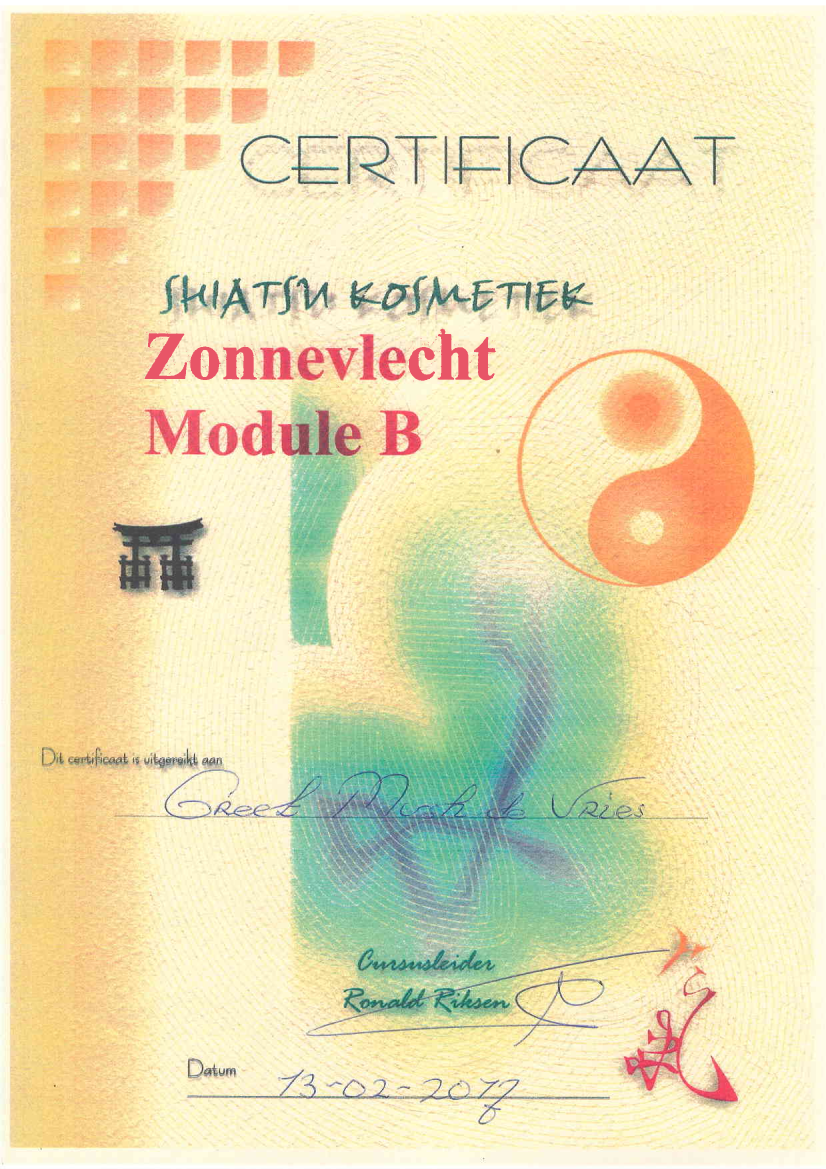 CERTIFICAAT
SHIATSU KOSMETIEK
Zonnevlecht
Module B
Dit certificaat is uitgereikt aan
Greet de Vries
Cursusleider
Ronald Riksen
Datum 13-02-2017